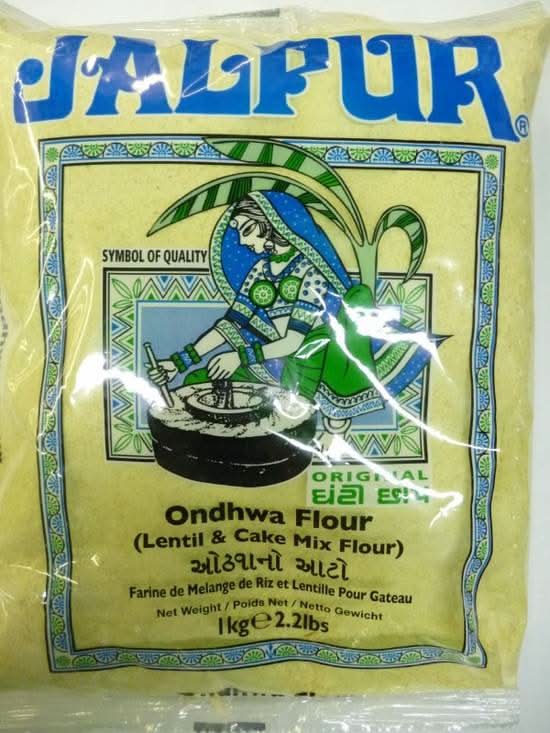 JALPUR®
SYMBOL OF QUALITY
ORIGINAL
ઘંટી છાપ
Ondhwa Flour
(Lentil & Cake Mix Flour)
ઓઢવાનો આટો
Farine de Melange de Riz et Lentille Pour Gateau
Net Weight / Poids Net / Netto Gewicht
1kg℮2.2lbs